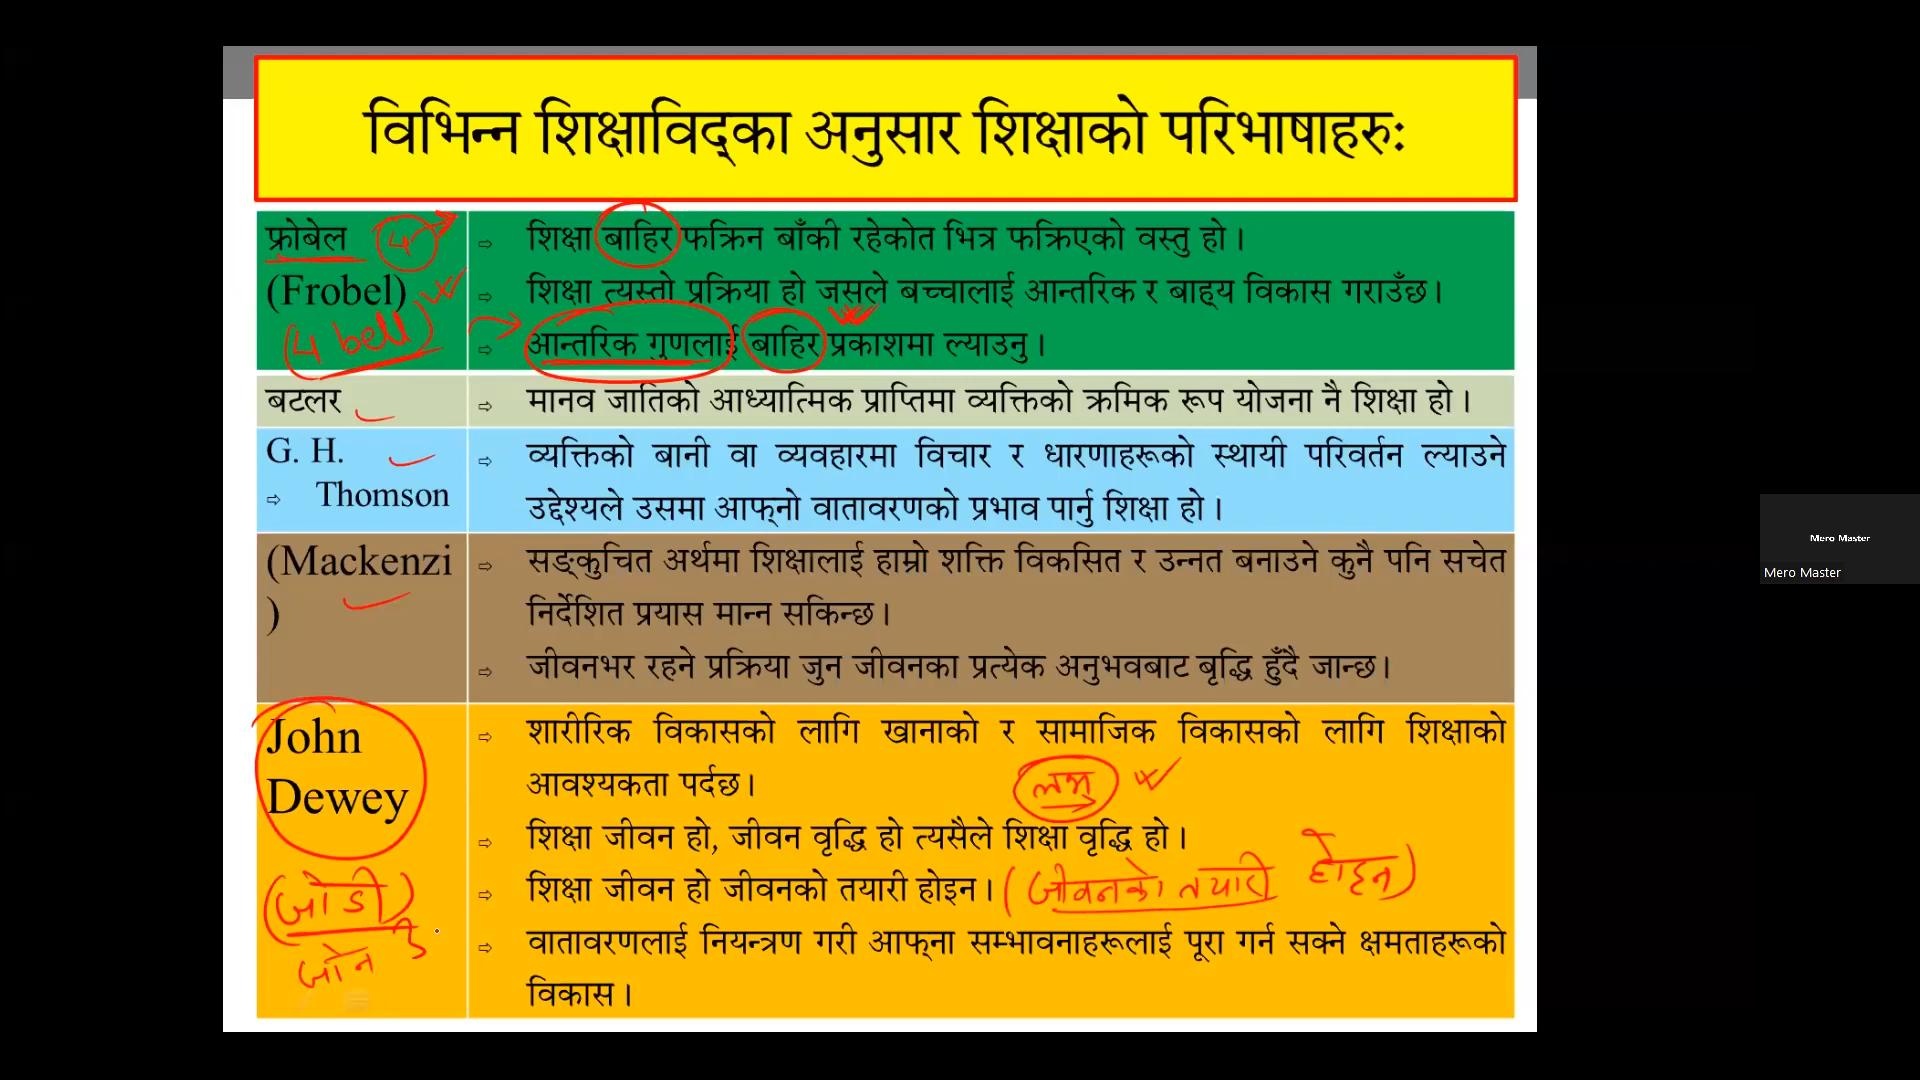 विभिन्न शिक्षाविद्का अनुसार शिक्षाको परिभाषाहरुः
फ्रोबेल
(Frobel)
(4 bell)
⇨ शिक्षा बाहिर फक्रिन बाँकी रहेकोत भित्र फक्रिएको वस्तु हो।
⇨ शिक्षा त्यस्तो प्रक्रिया हो जसले बच्चालाई आन्तरिक र बाह्य विकास गराउँछ।
⇨ आन्तरिक गुणलाई बाहिर प्रकाशमा ल्याउनु।
बटलर
⇨ मानव जातिको आध्यात्मिक प्राप्तिमा व्यक्तिको क्रमिक रूप योजना नै शिक्षा हो।
G. H.
⇨ Thomson
⇨ व्यक्तिको बानी वा व्यवहारमा विचार र धारणाहरूको स्थायी परिवर्तन ल्याउने
उद्देश्यले उसमा आफ्नो वातावरणको प्रभाव पार्नु शिक्षा हो।
(Mackenzi
)
⇨ सङ्कुचित अर्थमा शिक्षालाई हाम्रो शक्ति विकसित र उन्नत बनाउने कुनै पनि सचेत
निर्देशित प्रयास मान्न सकिन्छ।
⇨ जीवनभर रहने प्रक्रिया जुन जीवनका प्रत्येक अनुभवबाट बृद्धि हुँदै जान्छ।
John
Dewey
(जोडी)
जोन
⇨ शारीरिक विकासको लागि खानाको र सामाजिक विकासको लागि शिक्षाको
आवश्यकता पर्दछ।
⇨ शिक्षा जीवन हो, जीवन वृद्धि हो त्यसैले शिक्षा वृद्धि हो।
⇨ शिक्षा जीवन हो जीवनको तयारी होइन। (जीवनको तयारी होइन)
⇨ वातावरणलाई नियन्त्रण गरी आफ्ना सम्भावनाहरूलाई पूरा गर्न सक्ने क्षमताहरूको
विकास।
Mero Master
Mero Master